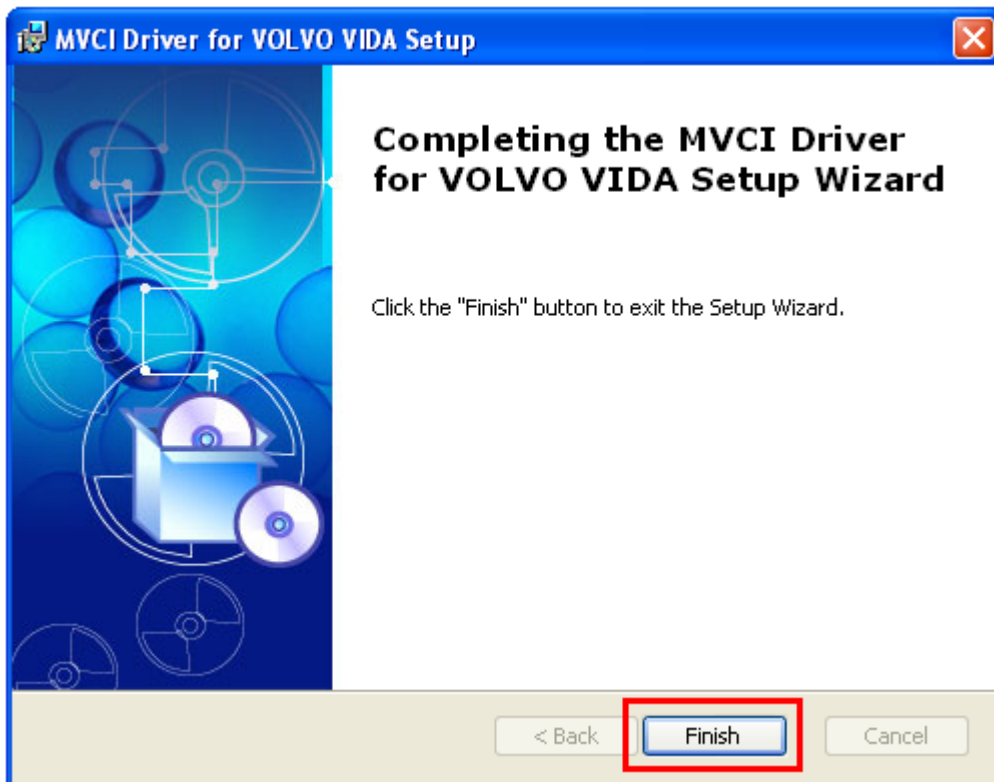 MVCI Driver for VOLVO VIDA Setup
Completing the MVCI Driver
for VOLVO VIDA Setup Wizard
Click the "Finish" button to exit the Setup Wizard.
< Back Finish Cancel